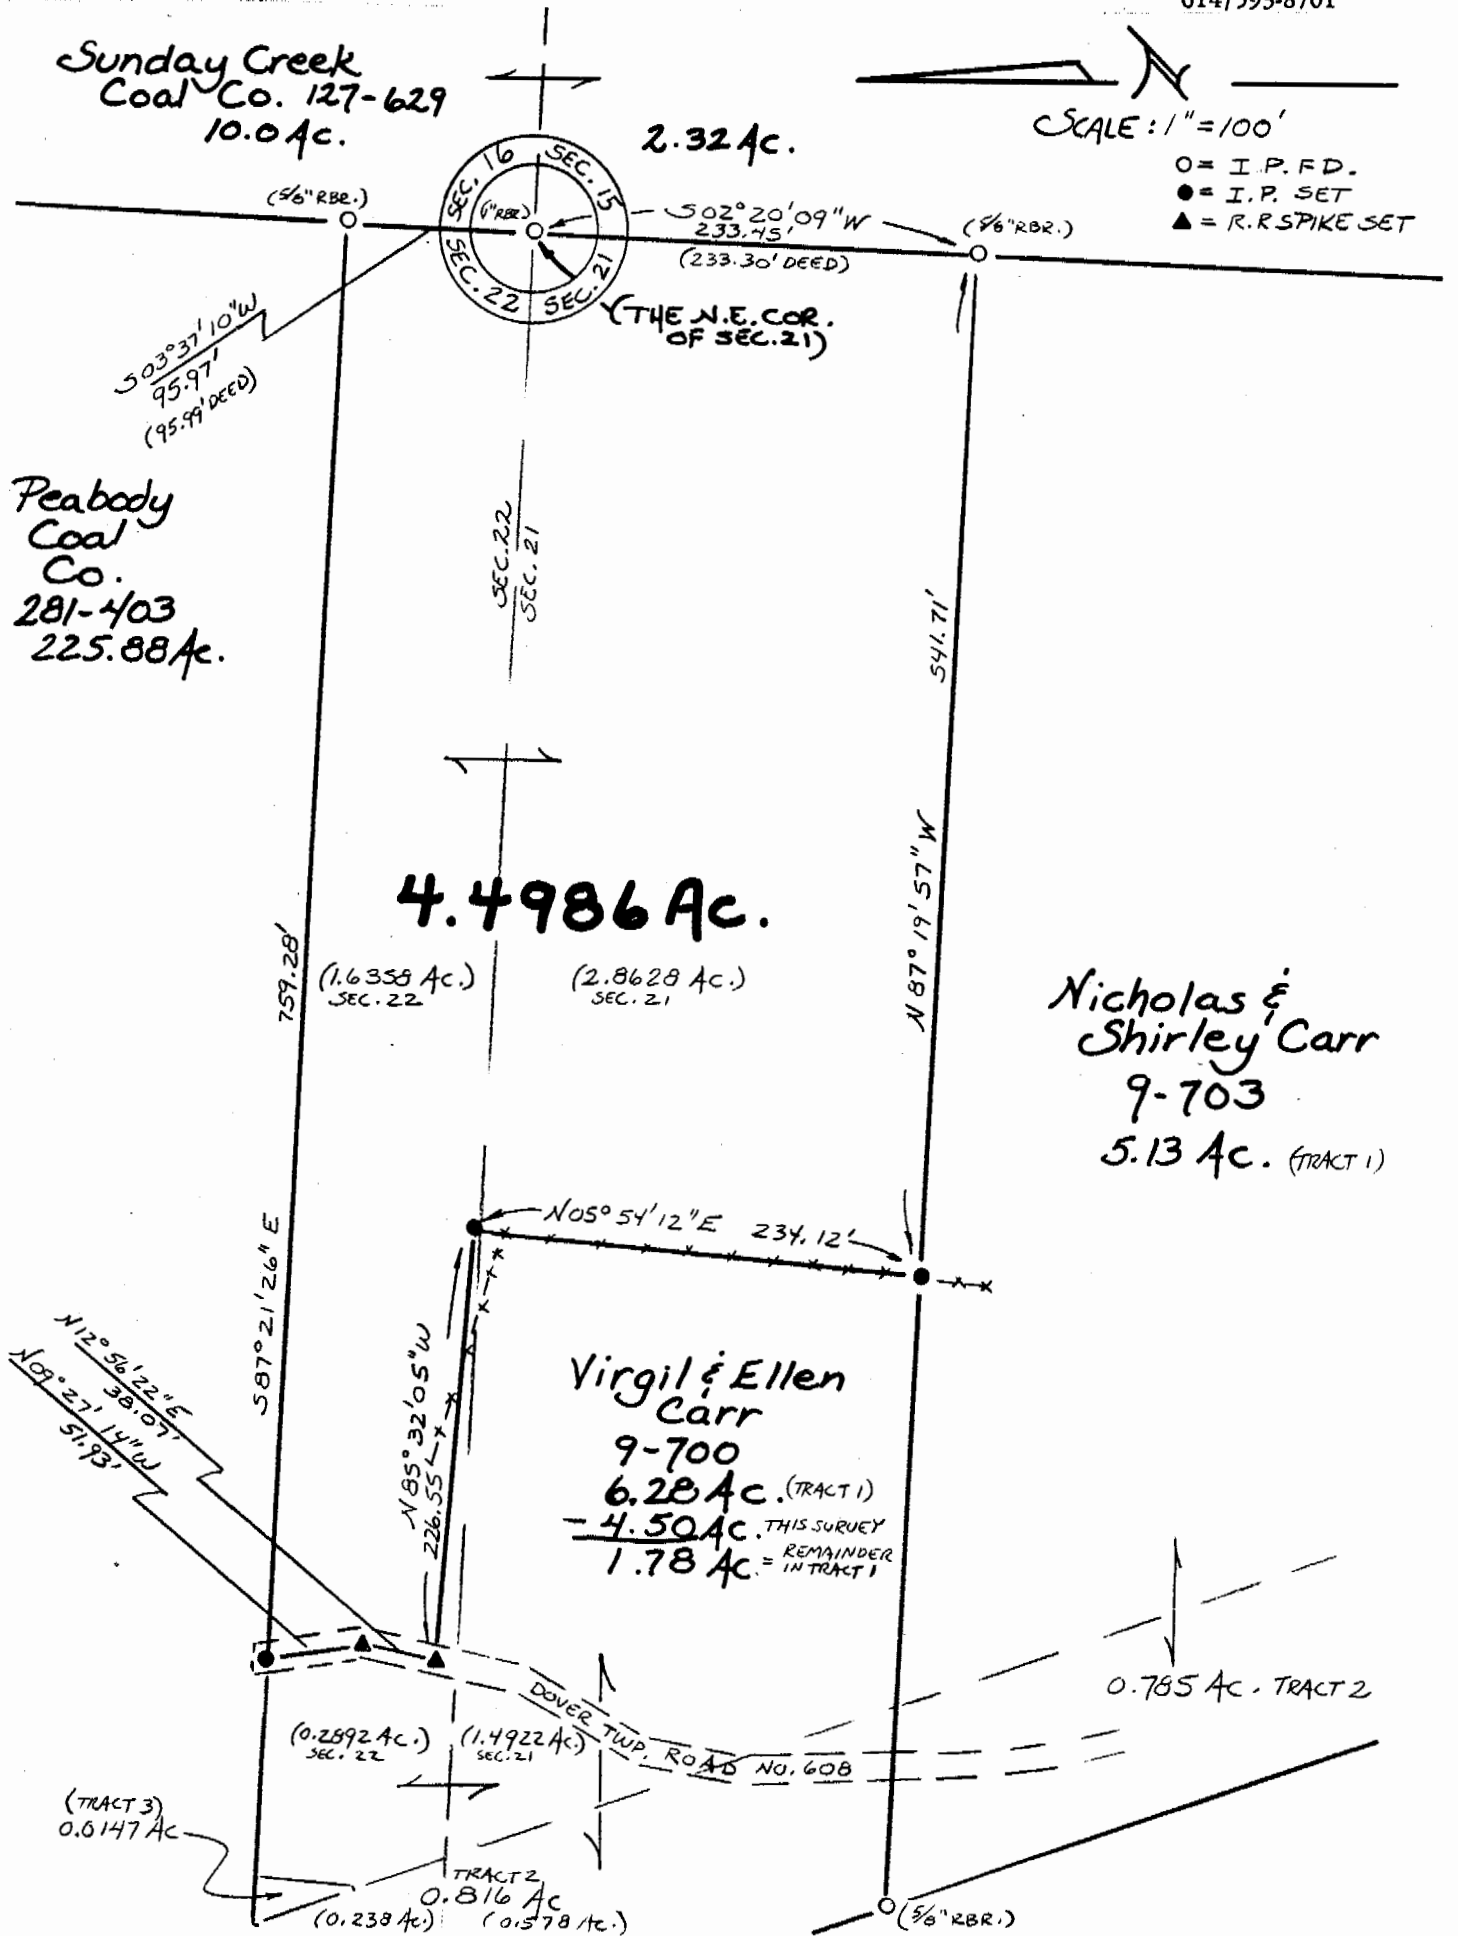 Sunday Creek
Coal Co. 127-629
10.0 Ac.
2.32 Ac.
N
SCALE: 1"=100'
O= I.P. FD.
●= I.P. SET
▲= R.R SPIKE SET
(5/8" RBR.)
SEC. 16
SEC. 15
SEC. 22
SEC. 21
(1" RBR)
S02°20'09"W
233.45'
(233.30' DEED)
(5/8" RBR.)
(THE N.E. COR.
OF SEC. 21)
S03°37'10"W
95.97'
(95.99' DEED)
Peabody
Coal
Co.
281-403
225.88 Ac.
SEC. 22
SEC. 21
541.71'
N 87° 19' 57" W
4.4986 Ac.
(1.6358 Ac.)
SEC. 22
(2.8628 Ac.)
SEC. 21
759.28'
S87° 21' 26" E
Nicholas &
Shirley Carr
9-703
5.13 Ac. (TRACT 1)
N05° 54' 12" E 234.12'
N 85° 32' 05" W
226.55'
N12° 56' 22" E
38.07'
N09° 27' 14" W
51.93'
Virgil & Ellen
Carr
9-700
6.28 Ac. (TRACT 1)
- 4.50 Ac. THIS SURVEY
1.78 Ac. = REMAINDER
IN TRACT 1
0.785 Ac. TRACT 2
DOVER TWP. ROAD NO. 608
(0.2892 Ac.)
SEC. 22
(1.4922 Ac.)
SEC. 21
(TRACT 3)
0.0147 Ac
TRACT 2
0.816 Ac
(0.238 Ac.)
(0.578 Ac.)
(5/8" RBR.)